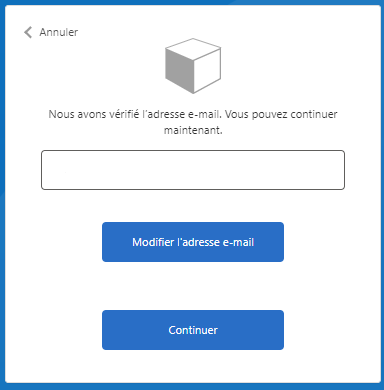 Annuler
Nous avons vérifié l'adresse e-mail. Vous pouvez continuer
maintenant.
Modifier l'adresse e-mail
Continuer